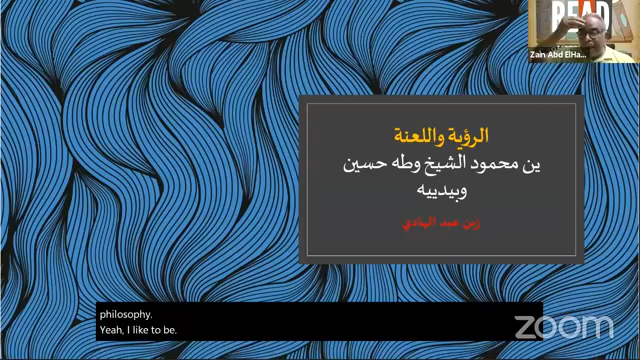 READ
Zain Abd ElHa...
الرؤية واللعنة
ين محمود الشيخ وطه حسين
وبيدييه
زين عبد الهادي
philosophy.
Yeah, I like to be.
zoom